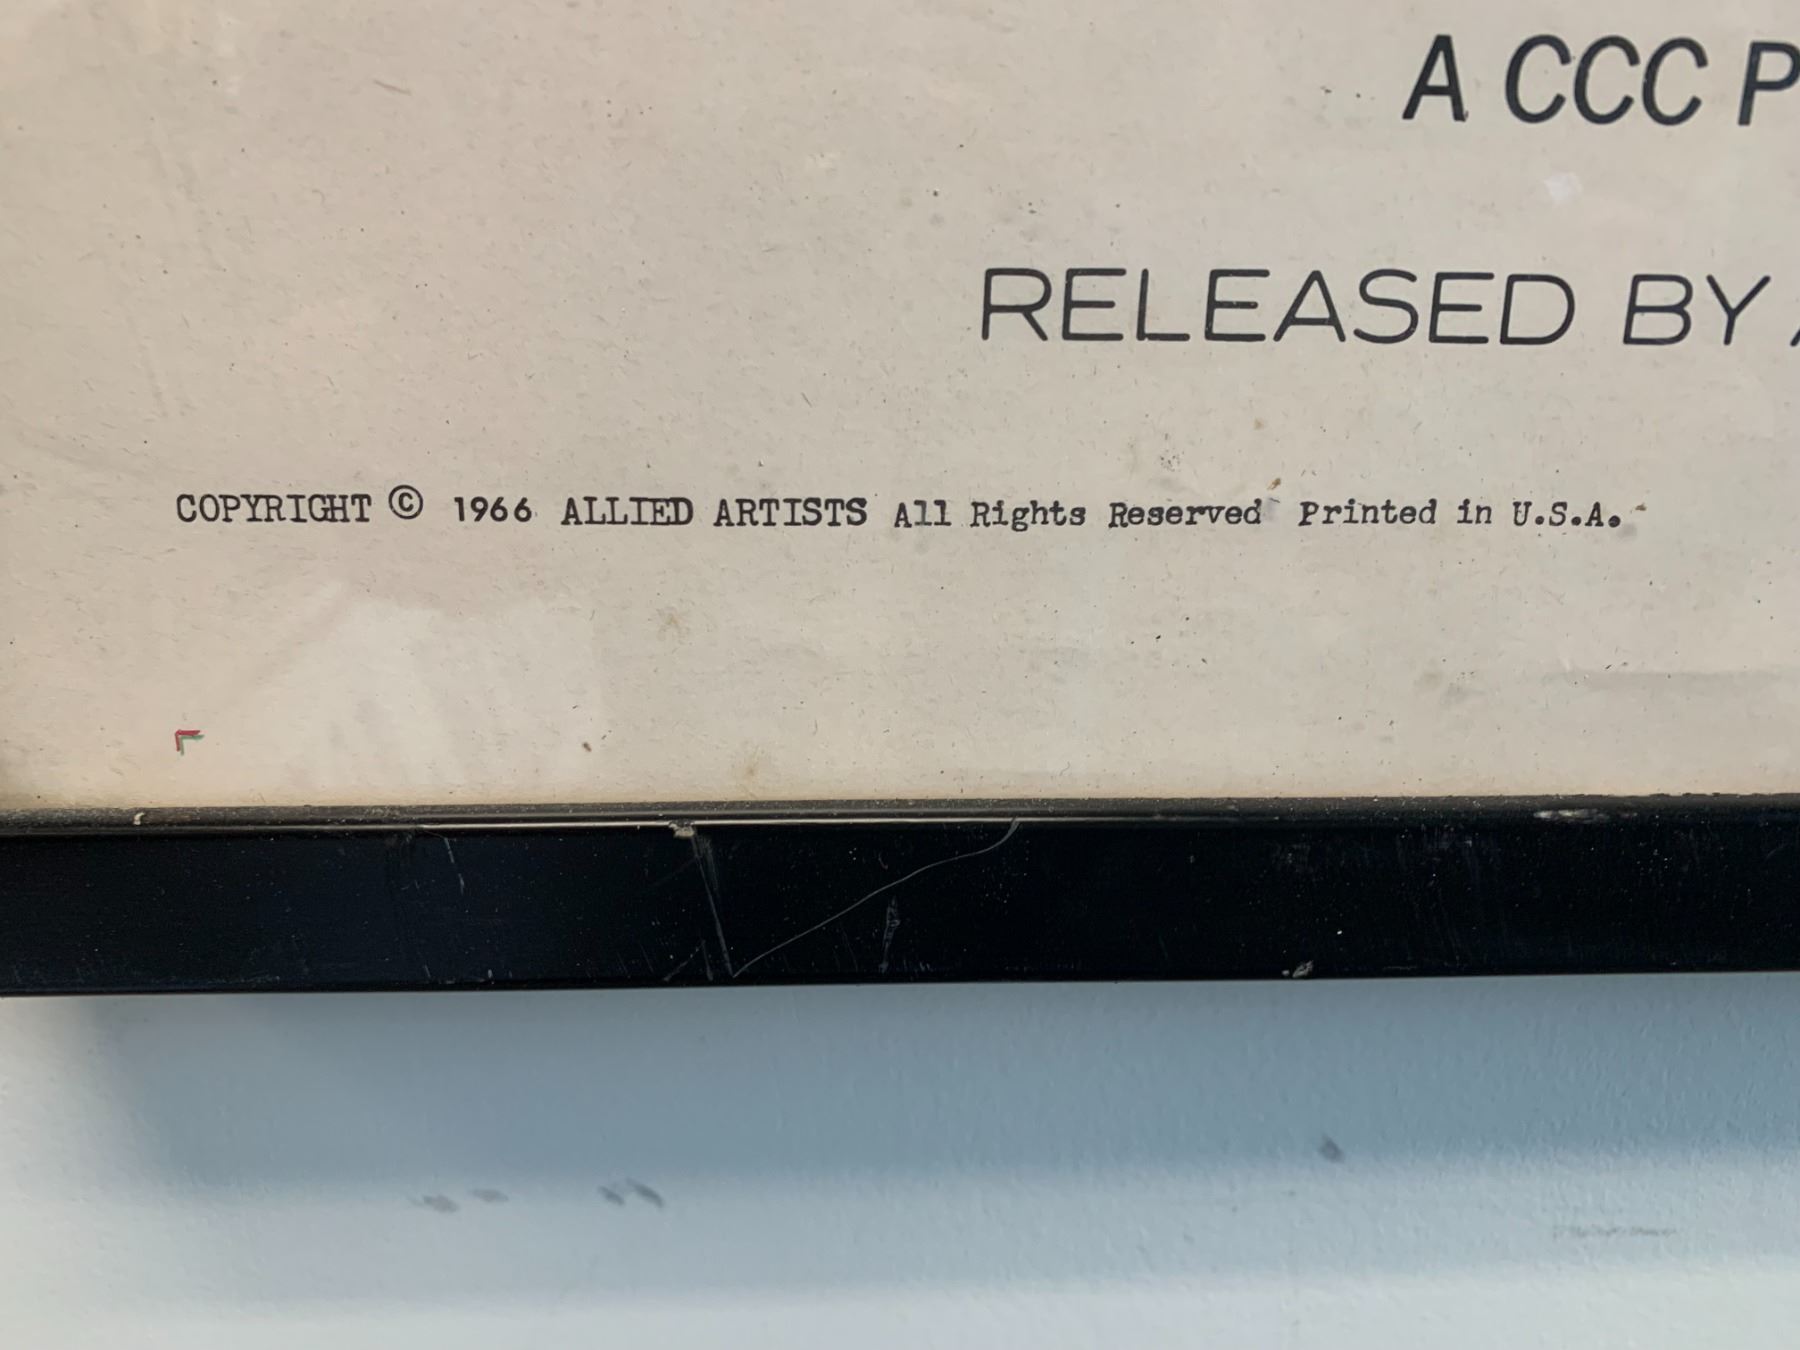 A CCC P
RELEASED BY
COPYRIGHT © 1966 ALLIED ARTISTS All Rights Reserved Printed in U.S.A.